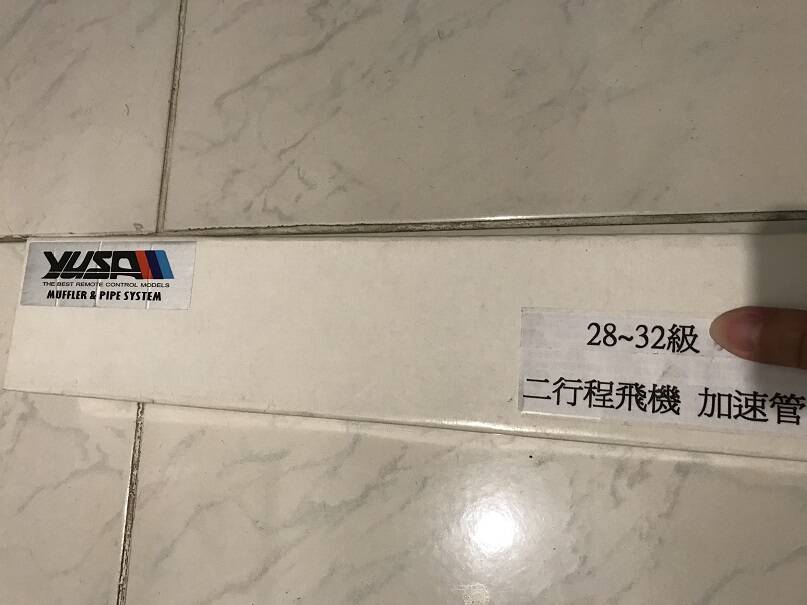 YUSA
THE BEST REMOTE CONTROL MODELS
MUFFLER & PIPE SYSTEM
28~32級
二行程飛機 加速管